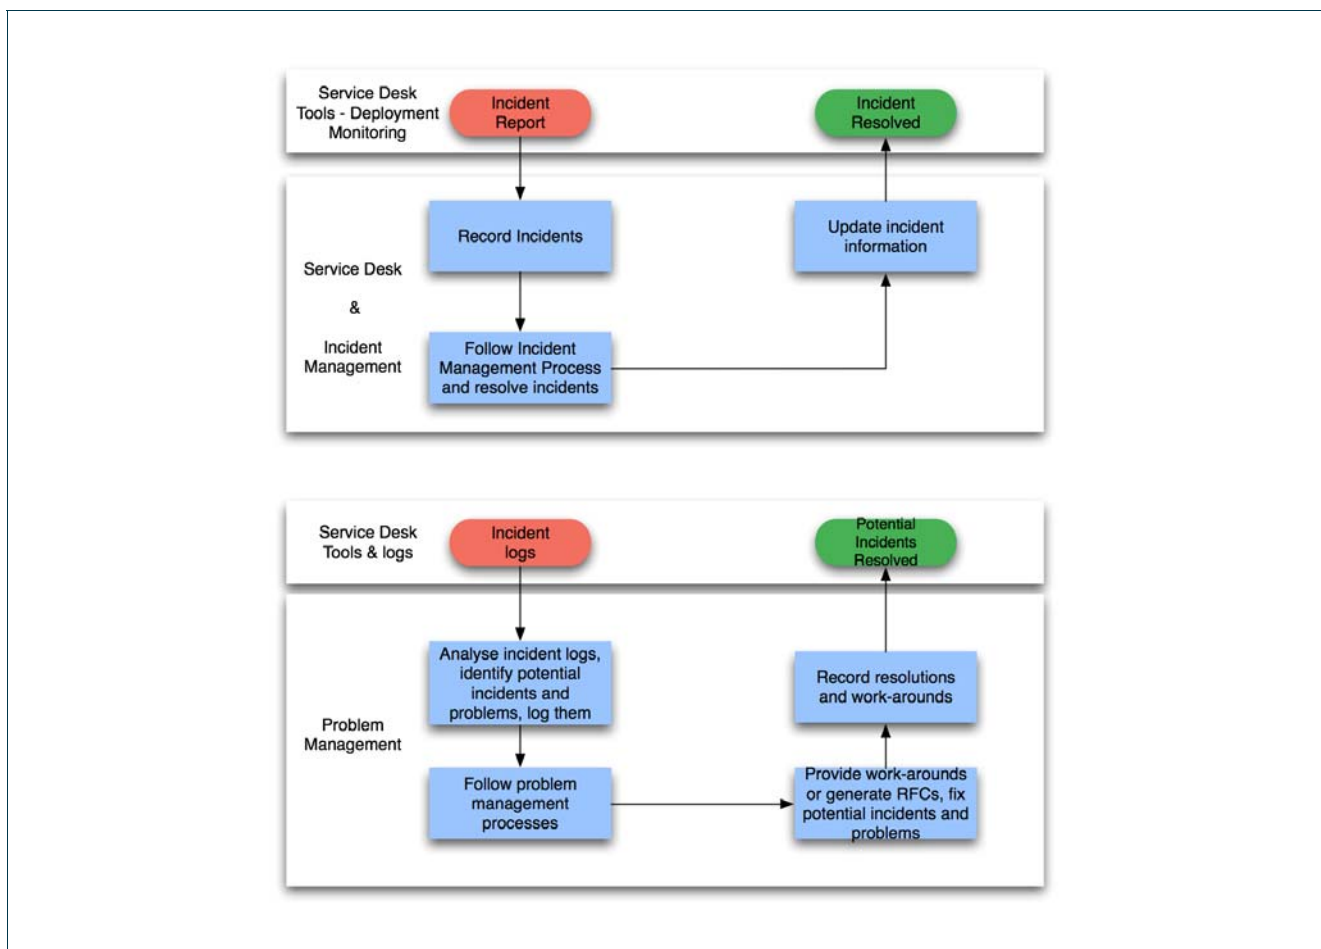 Service Desk
Tools - Deployment
Monitoring
Incident
Report
Incident
Resolved
Service Desk
&
Incident
Management
Record Incidents
Update incident
information
Follow Incident
Management Process
and resolve incidents
Service Desk
Tools & logs
Incident
logs
Potential
Incidents
Resolved
Problem
Management
Analyse incident logs,
identify potential
incidents and
problems, log them
Record resolutions
and work-arounds
Follow problem
management
processes
Provide work-arounds
or generate RFCs, fix
potential incidents and
problems